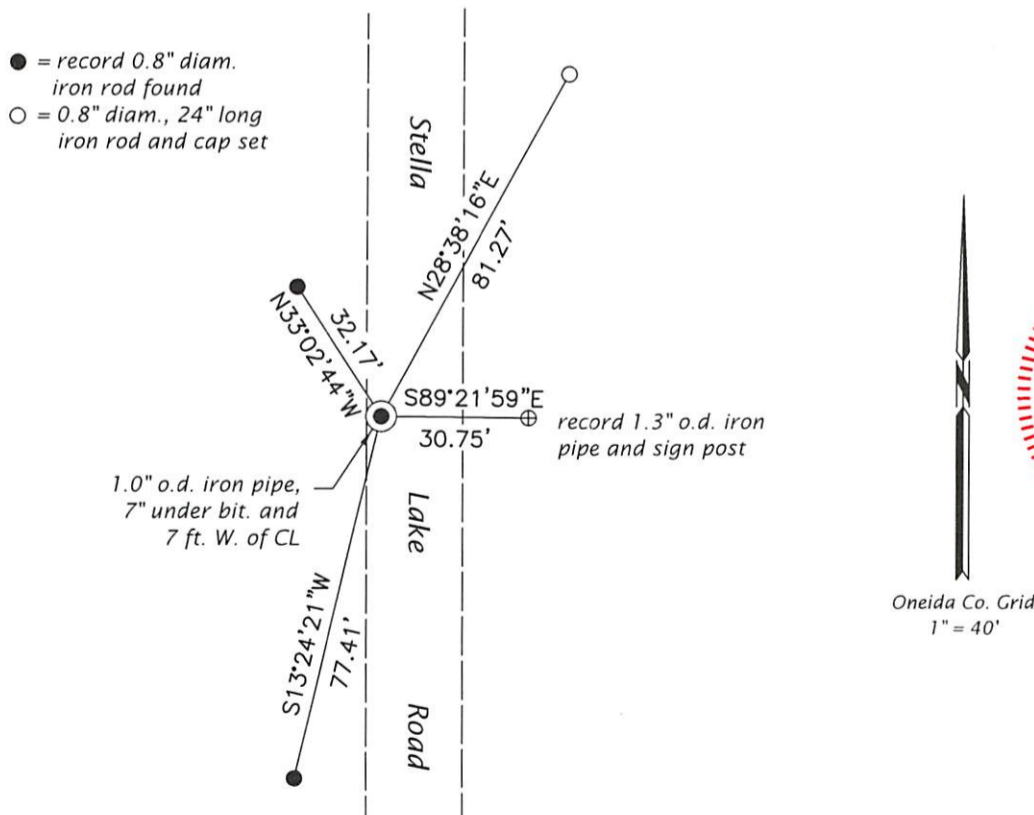 ● = record 0.8" diam.
iron rod found
○ = 0.8" diam., 24" long
iron rod and cap set
Stella
N28°38'16"E
81.27'
N33°02'44"W
32.17'
S89°21'59"E
30.75'
record 1.3" o.d. iron
pipe and sign post
1.0" o.d. iron pipe,
7" under bit. and
7 ft. W. of CL
Lake
S13°24'21"W
77.41'
Road
N
Oneida Co. Grid
1" = 40'